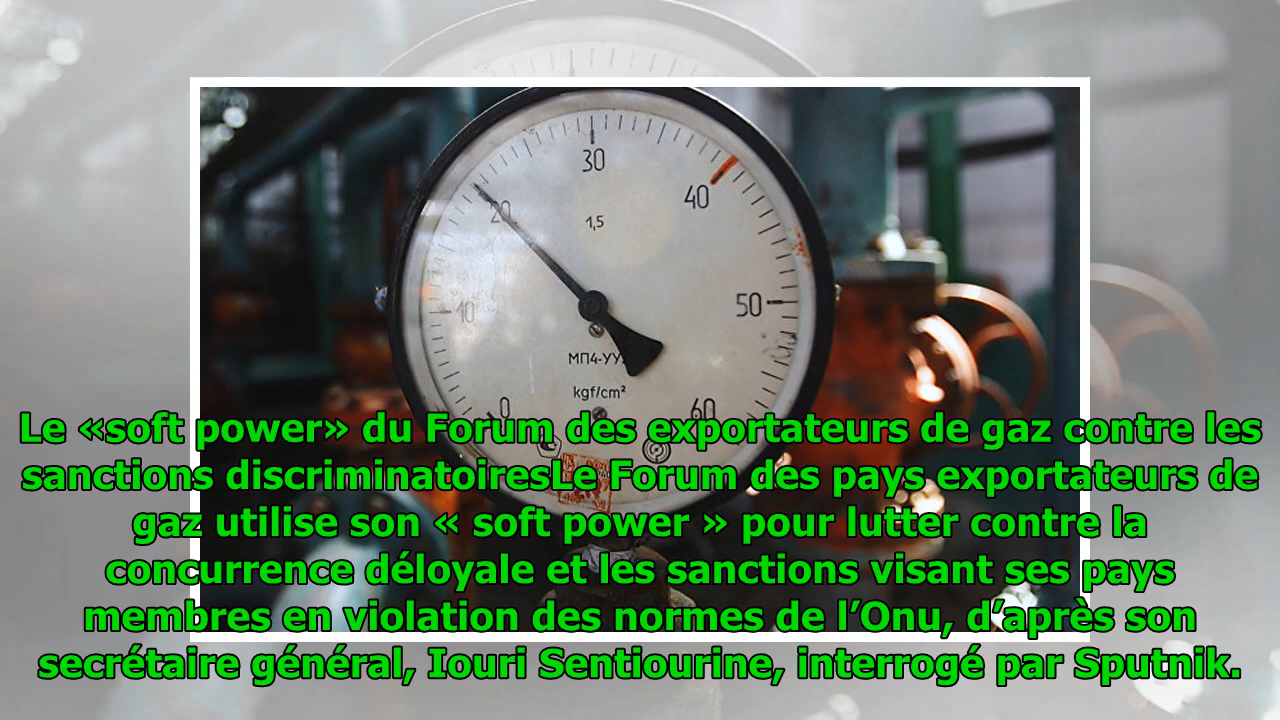 30
40
20
1,5
50
10
МП4-УУ
kgf/cm²
0
60
Le «soft power» du Forum des exportateurs de gaz contre les
sanctions discriminatoiresLe Forum des pays exportateurs de
gaz utilise son « soft power » pour lutter contre la
concurrence déloyale et les sanctions visant ses pays
membres en violation des normes de l’Onu, d’après son
secrétaire général, Iouri Sentiourine, interrogé par Sputnik.